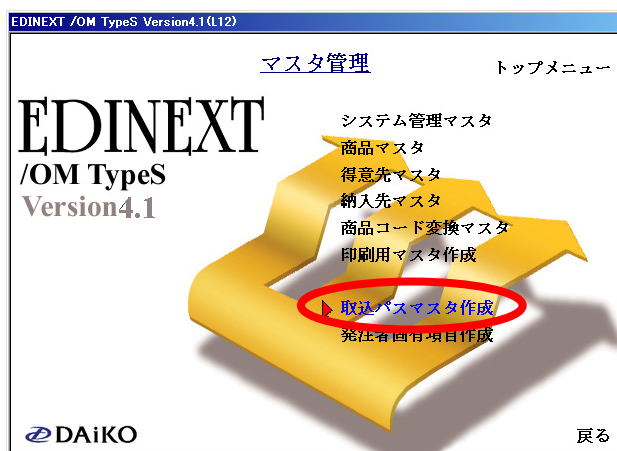 EDINEXT /OM TypeS Version4.1(L12)
マスタ管理
トップメニュー
EDINEXT
/OM TypeS
Version4.1
システム管理マスタ
商品マスタ
得意先マスタ
納入先マスタ
商品コード変換マスタ
印刷用マスタ作成
取込パスマスタ作成
発注者固有項目作成
DAiKO
戻る